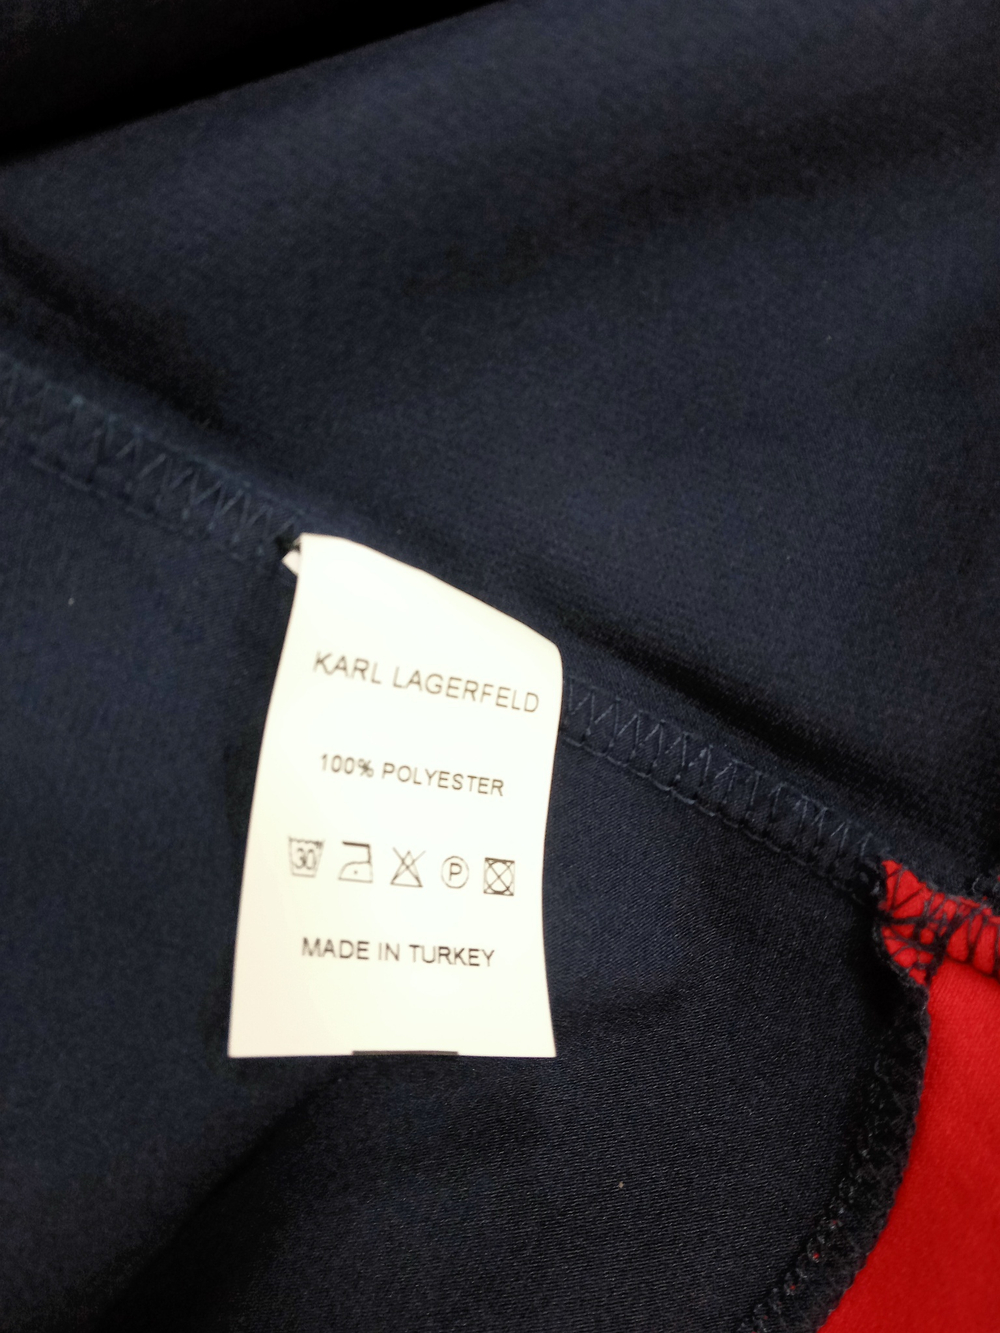 KARL LAGERFELD
100% POLYESTER
30 P
MADE IN TURKEY